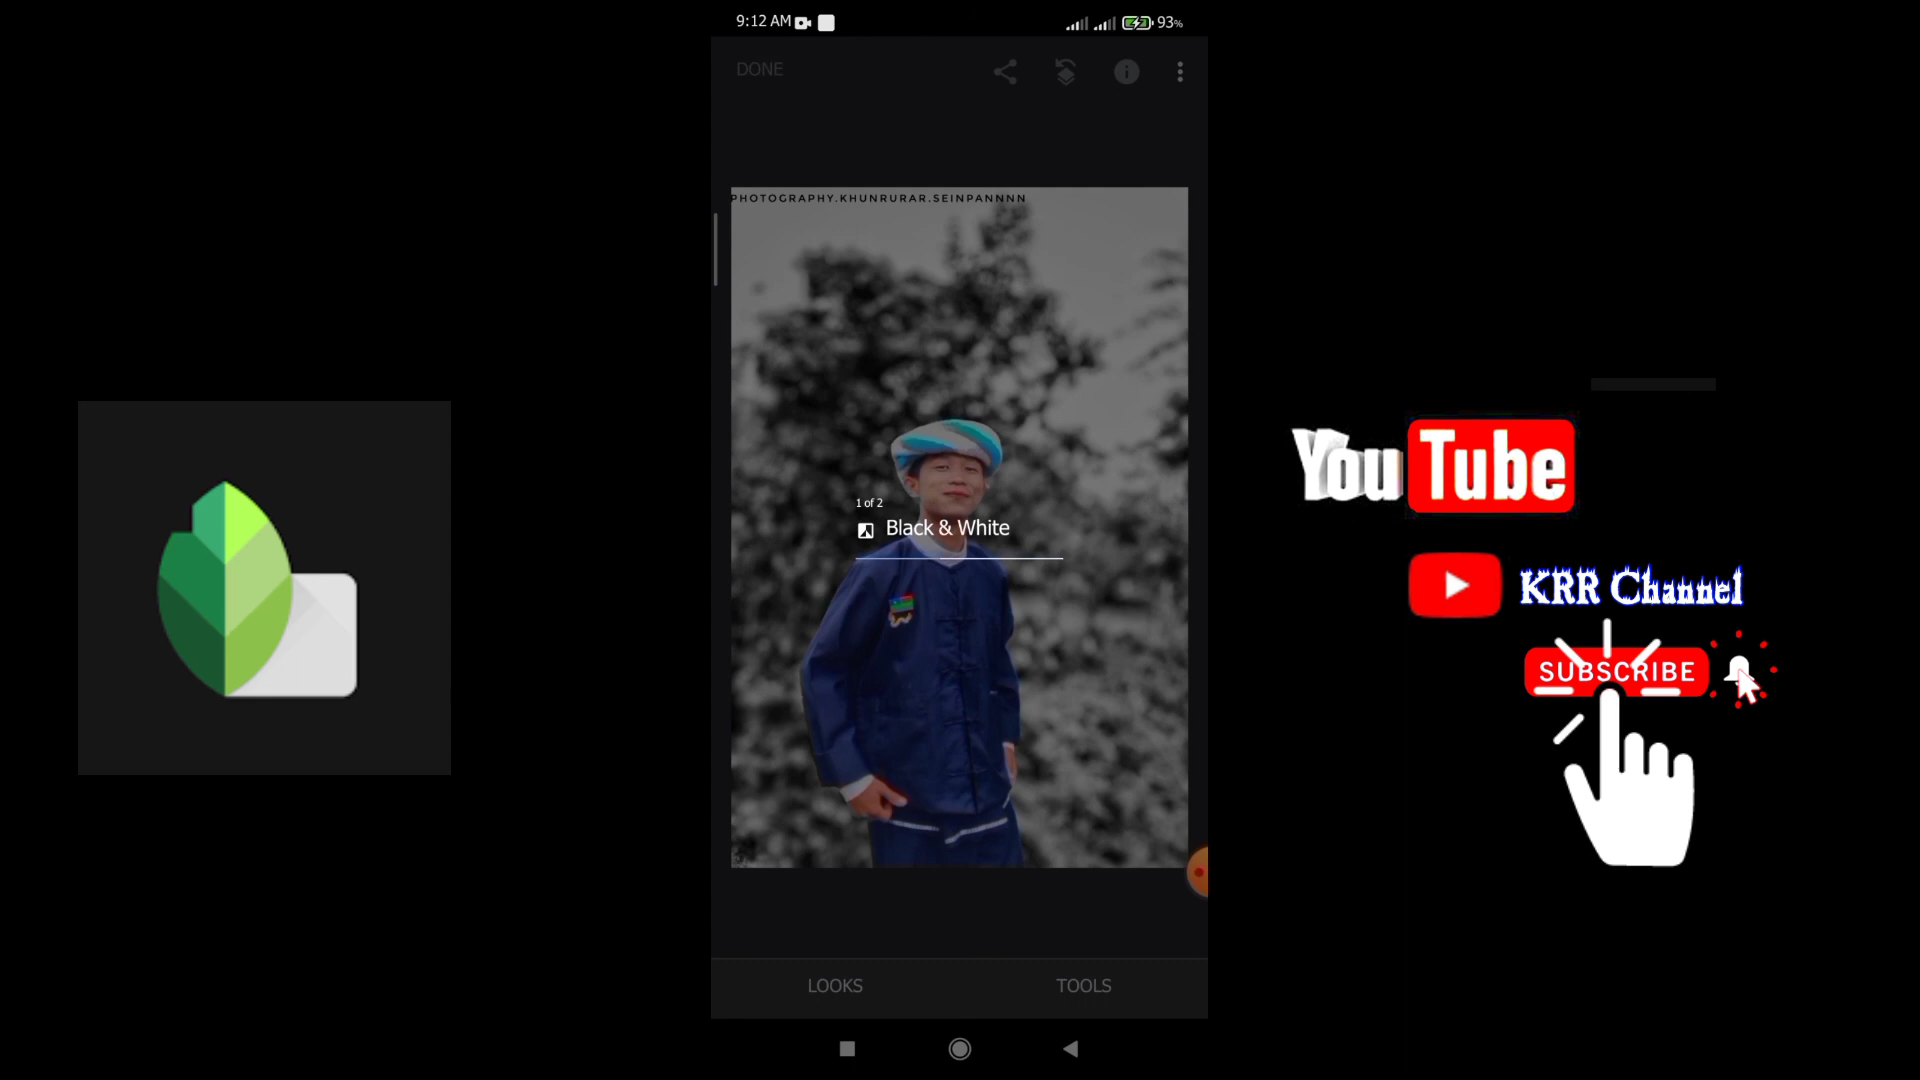 9:12 AM
93%
DONE
PHOTOGRAPHY.KHUNRURAR.SEINPANNNN
1 of 2
Black & White
LOOKS
TOOLS
YouTube
KRR Channel
SUBSCRIBE